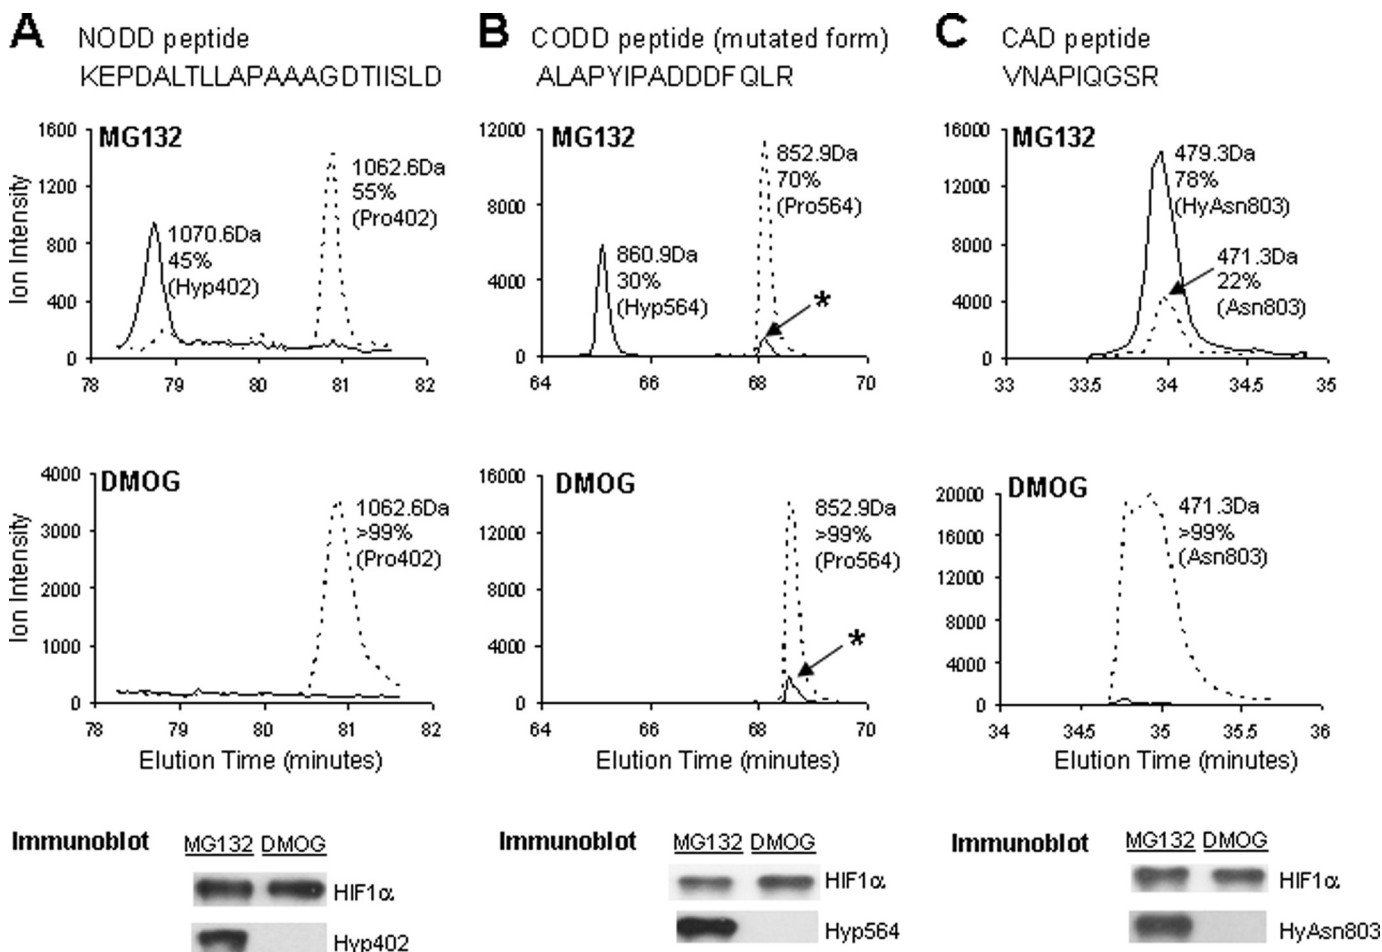 A NODD peptide
KEPDALTLLAPAAAGDTIISLD
MG132
Ion Intensity
1600
1200
800
400
0
78
79
80
81
82
1070.6Da
45%
(Hyp402)
1062.6Da
55%
(Pro402)
B CODD peptide (mutated form)
ALAPYIPADDDFQLR
MG132
12000
8000
4000
0
64
66
68
70
860.9Da
30%
(Hyp564)
852.9Da
70%
(Pro564)
*
C CAD peptide
VNAPIQGSR
MG132
16000
12000
8000
4000
0
33
33.5
34
34.5
35
479.3Da
78%
(HyAsn803)
471.3Da
22%
(Asn803)
DMOG
Ion Intensity
4000
3000
2000
1000
0
78
79
80
81
82
Elution Time (minutes)
1062.6Da
>99%
(Pro402)
DMOG
16000
12000
8000
4000
0
64
66
68
70
Elution Time (minutes)
852.9Da
>99%
(Pro564)
*
DMOG
20000
16000
12000
8000
4000
0
34
34.5
35
35.5
36
Elution Time (minutes)
471.3Da
>99%
(Asn803)
Immunoblot
MG132 DMOG
HIF1α
Hyp402
Immunoblot
MG132 DMOG
HIF1α
Hyp564
Immunoblot
MG132 DMOG
HIF1α
HyAsn803